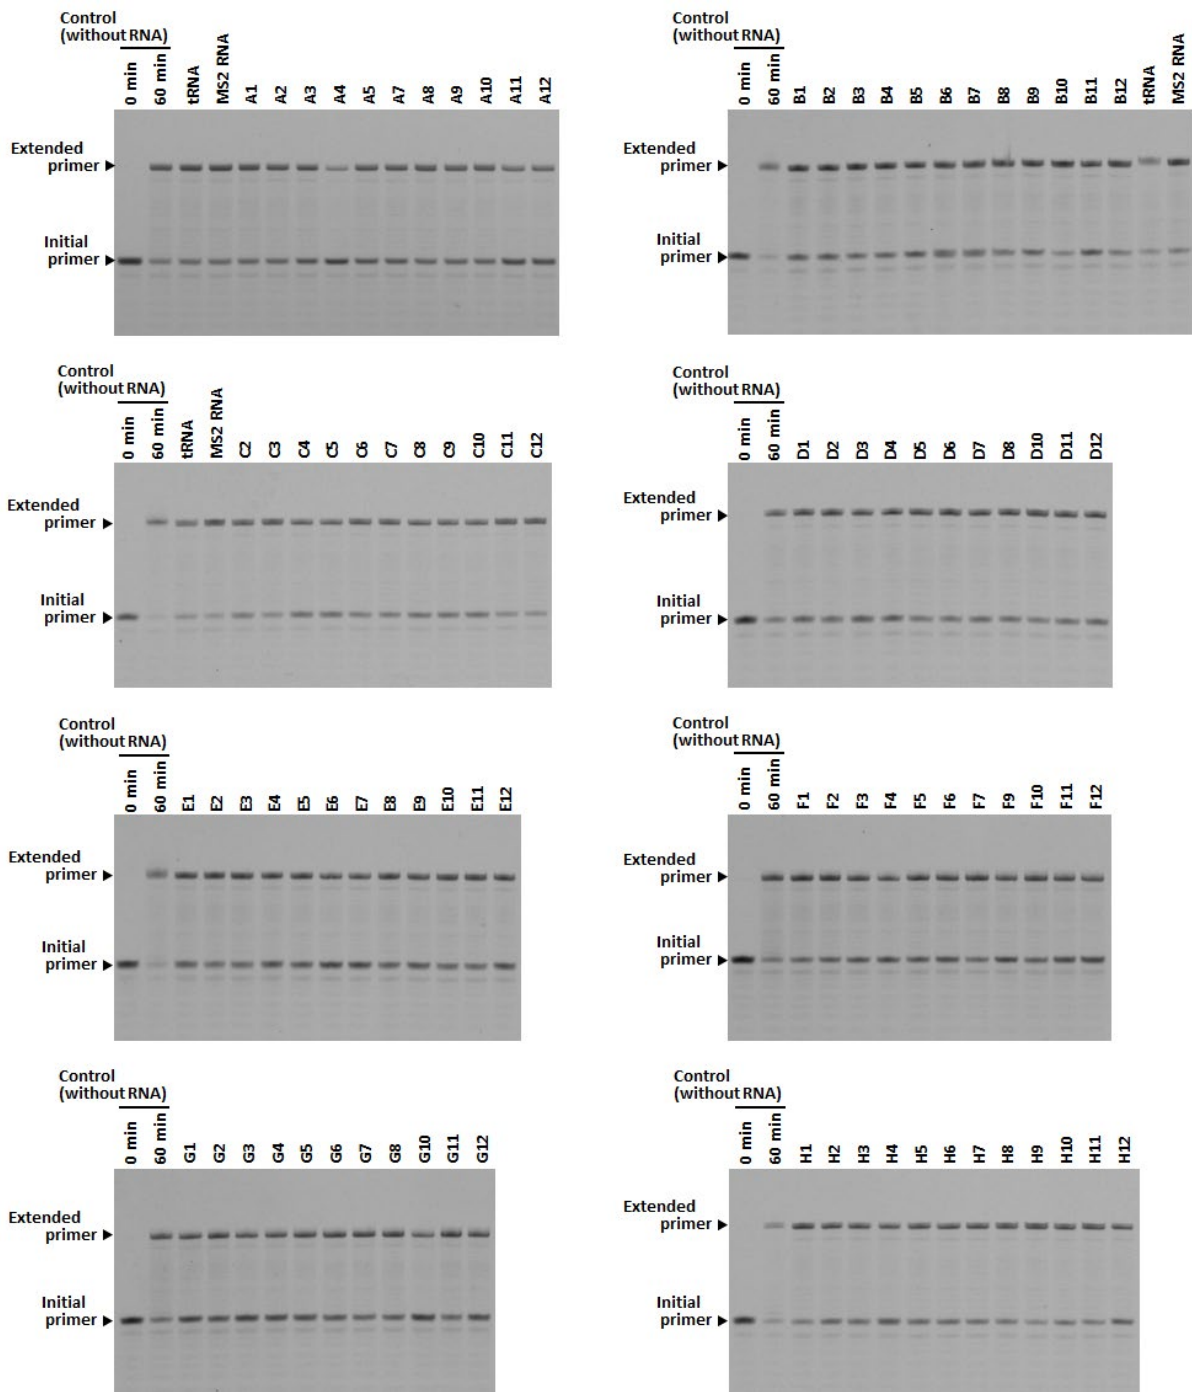 Control
(without RNA)
0 min
60 min
tRNA
MS2 RNA
A1
A2
A3
A4
A5
A7
A8
A9
A10
A11
A12
Extended
primer
Initial
primer
Control
(without RNA)
0 min
60 min
B1
B2
B3
B4
B5
B6
B7
B8
B9
B10
B11
B12
tRNA
MS2 RNA
Extended
primer
Initial
primer
Control
(without RNA)
0 min
60 min
tRNA
MS2 RNA
C2
C3
C4
C5
C6
C7
C8
C9
C10
C11
C12
Extended
primer
Initial
primer
Control
(without RNA)
0 min
60 min
D1
D2
D3
D4
D5
D6
D7
D8
D10
D11
D12
Extended
primer
Initial
primer
Control
(without RNA)
0 min
60 min
E1
E2
E3
E4
E5
E6
E7
E8
E9
E10
E11
E12
Extended
primer
Initial
primer
Control
(without RNA)
0 min
60 min
F1
F2
F3
F4
F5
F6
F7
F9
F10
F11
F12
Extended
primer
Initial
primer
Control
(without RNA)
0 min
60 min
G1
G2
G3
G4
G5
G6
G7
G8
G10
G11
G12
Extended
primer
Initial
primer
Control
(without RNA)
0 min
60 min
H1
H2
H3
H4
H5
H6
H7
H8
H9
H10
H11
H12
Extended
primer
Initial
primer